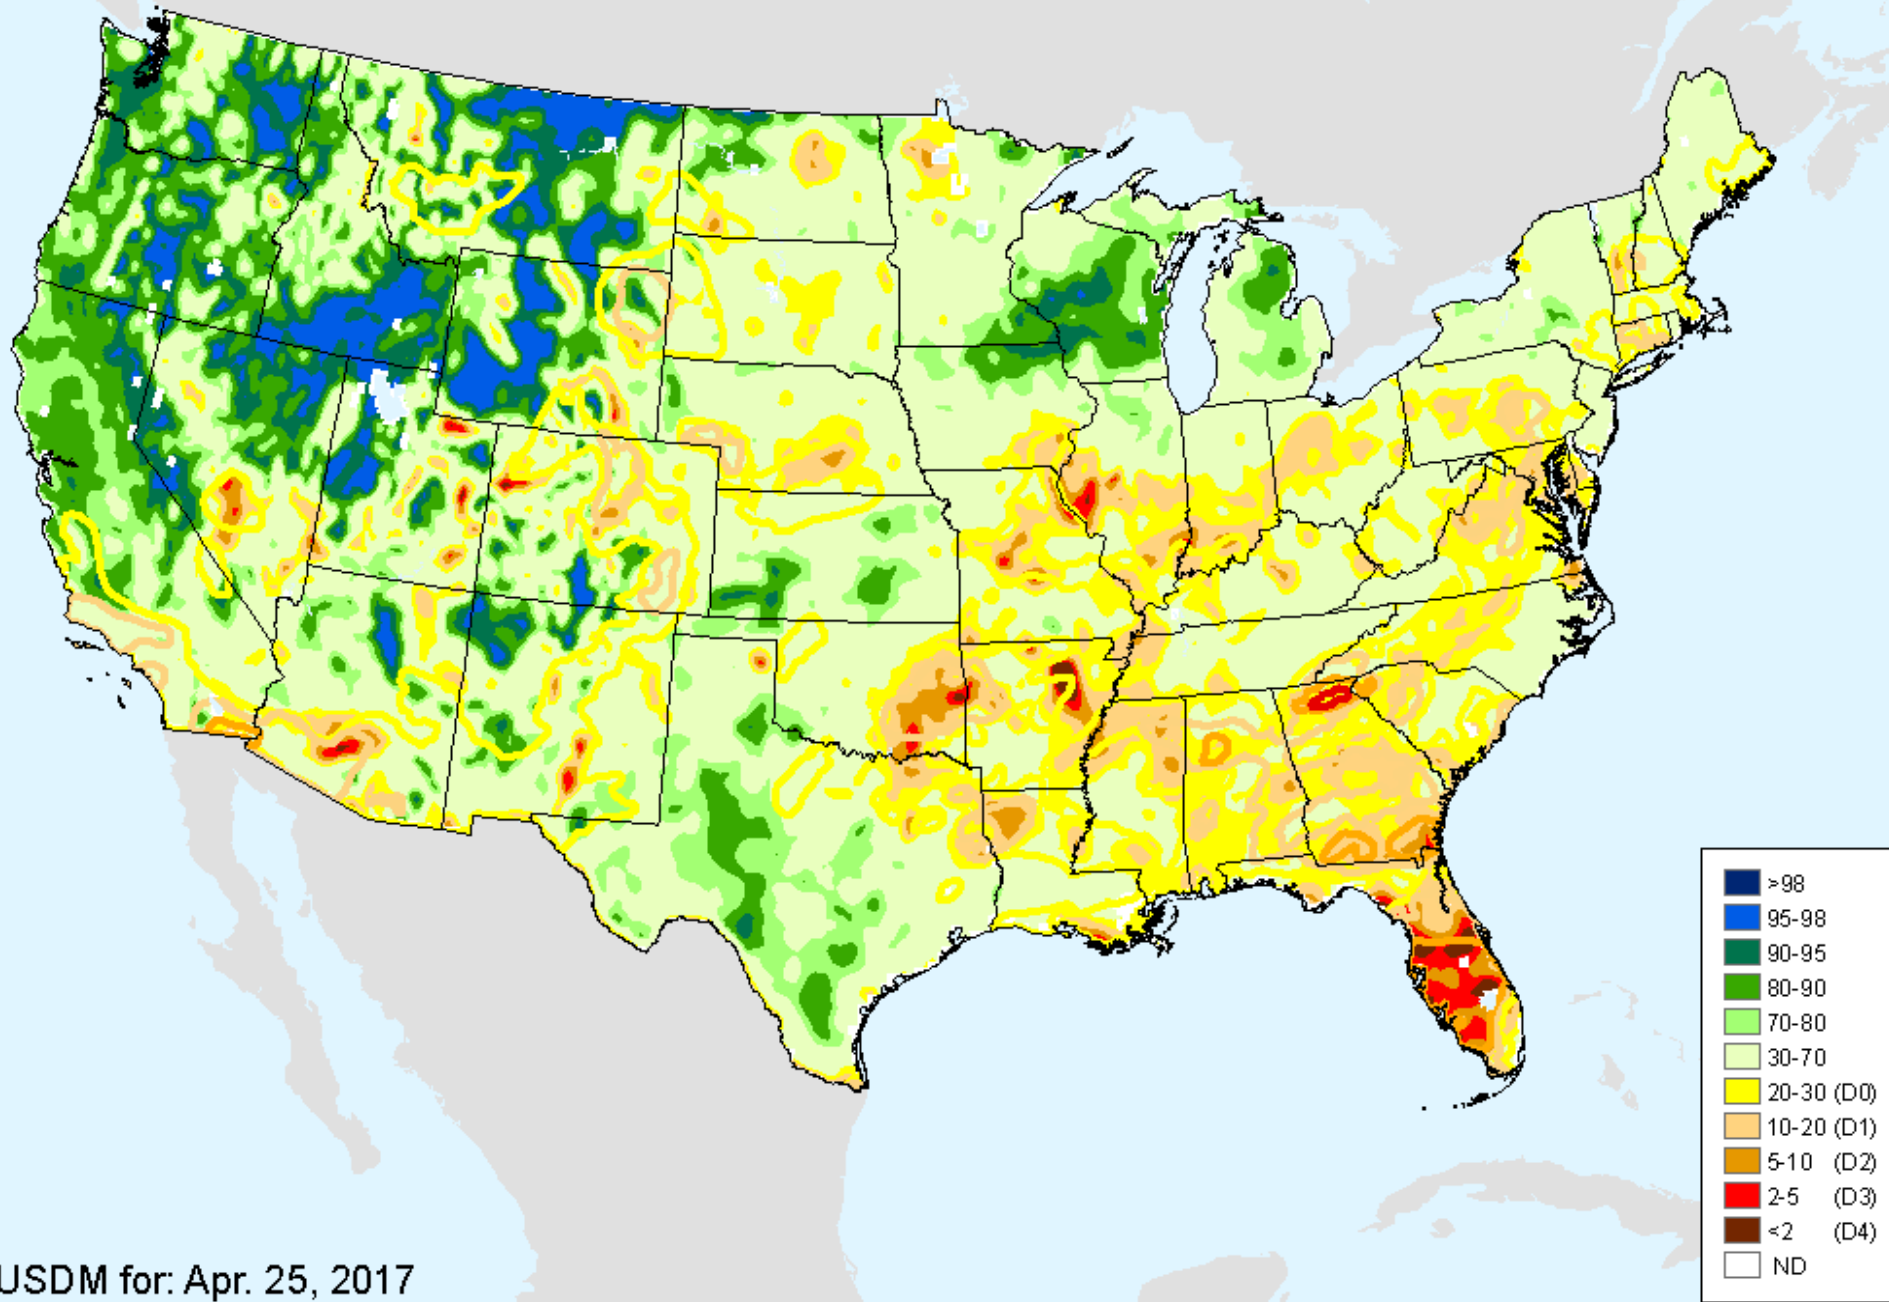 >98
95-98
90-95
80-90
70-80
30-70
20-30 (D0)
10-20 (D1)
5-10 (D2)
2-5 (D3)
<2 (D4)
ND
USDM for: Apr. 25, 2017